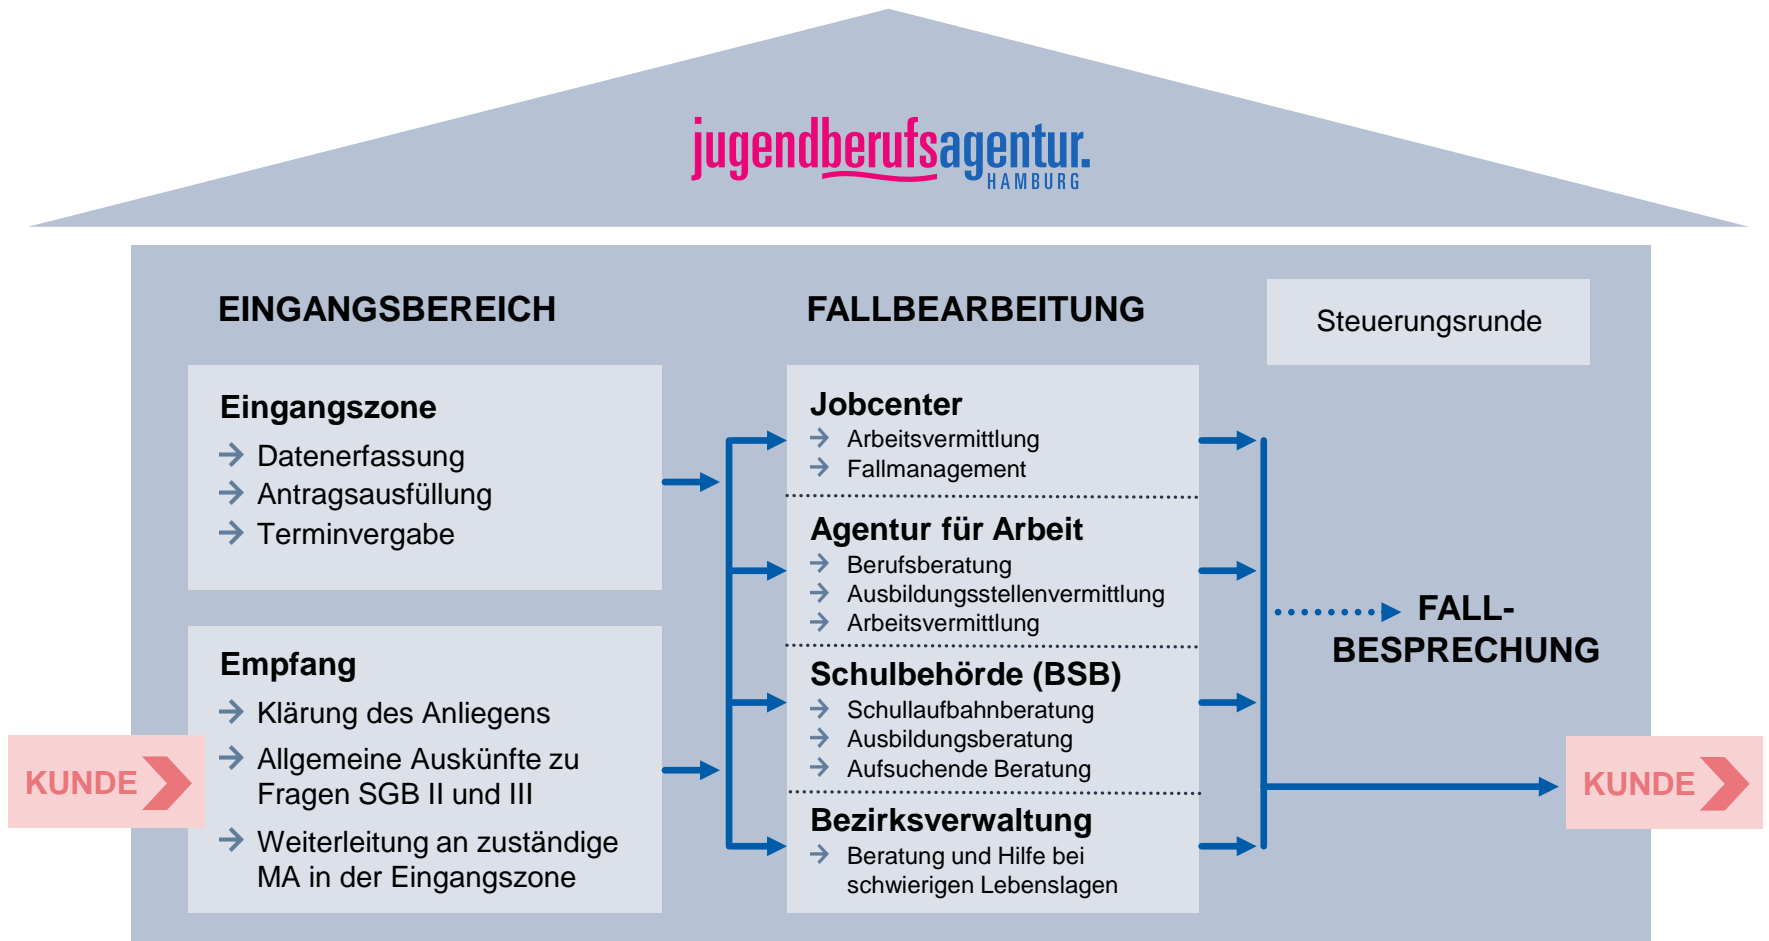 jugendberufsagentur.
HAMBURG
EINGANGSBEREICH
Eingangszone
Datenerfassung
Antragsausfüllung
Terminvergabe
Empfang
Klärung des Anliegens
Allgemeine Auskünfte zu
Fragen SGB II und III
Weiterleitung an zuständige
MA in der Eingangszone
KUNDE
FALLBEARBEITUNG
Jobcenter
Arbeitsvermittlung
Fallmanagement
Agentur für Arbeit
Berufsberatung
Ausbildungsstellenvermittlung
Arbeitsvermittlung
Schulbehörde (BSB)
Schullaufbahnberatung
Ausbildungsberatung
Aufsuchende Beratung
Bezirksverwaltung
Beratung und Hilfe bei
schwierigen Lebenslagen
Steuerungsrunde
FALL-
BESPRECHUNG
KUNDE